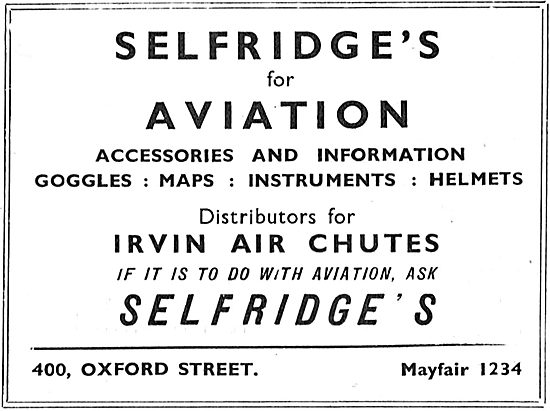 SELFRIDGE'S
for
AVIATION
ACCESSORIES AND INFORMATION
GOGGLES : MAPS : INSTRUMENTS : HELMETS
Distributors for
IRVIN AIR CHUTES
IF IT IS TO DO WITH AVIATION, ASK
SELFRIDGE'S
400, OXFORD STREET. Mayfair 1234